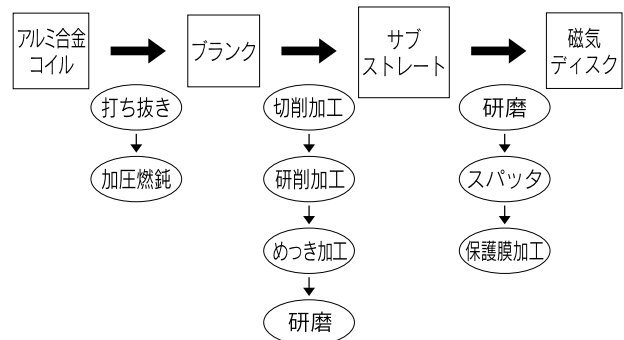 アルミ合金
コイル
ブランク
サブ
ストレート
磁気
ディスク
打ち抜き
加圧燃鈍
切削加工
研削加工
めっき加工
研磨
研磨
スパッタ
保護膜加工